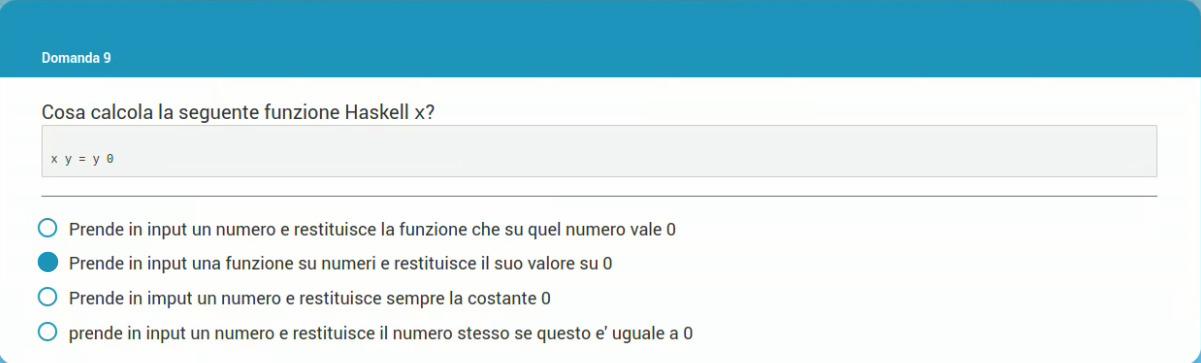 Domanda 9
Cosa calcola la seguente funzione Haskell x?
x y = y 0
Prende in input un numero e restituisce la funzione che su quel numero vale 0
Prende in input una funzione su numeri e restituisce il suo valore su 0
Prende in imput un numero e restituisce sempre la costante 0
prende in input un numero e restituisce il numero stesso se questo e' uguale a 0